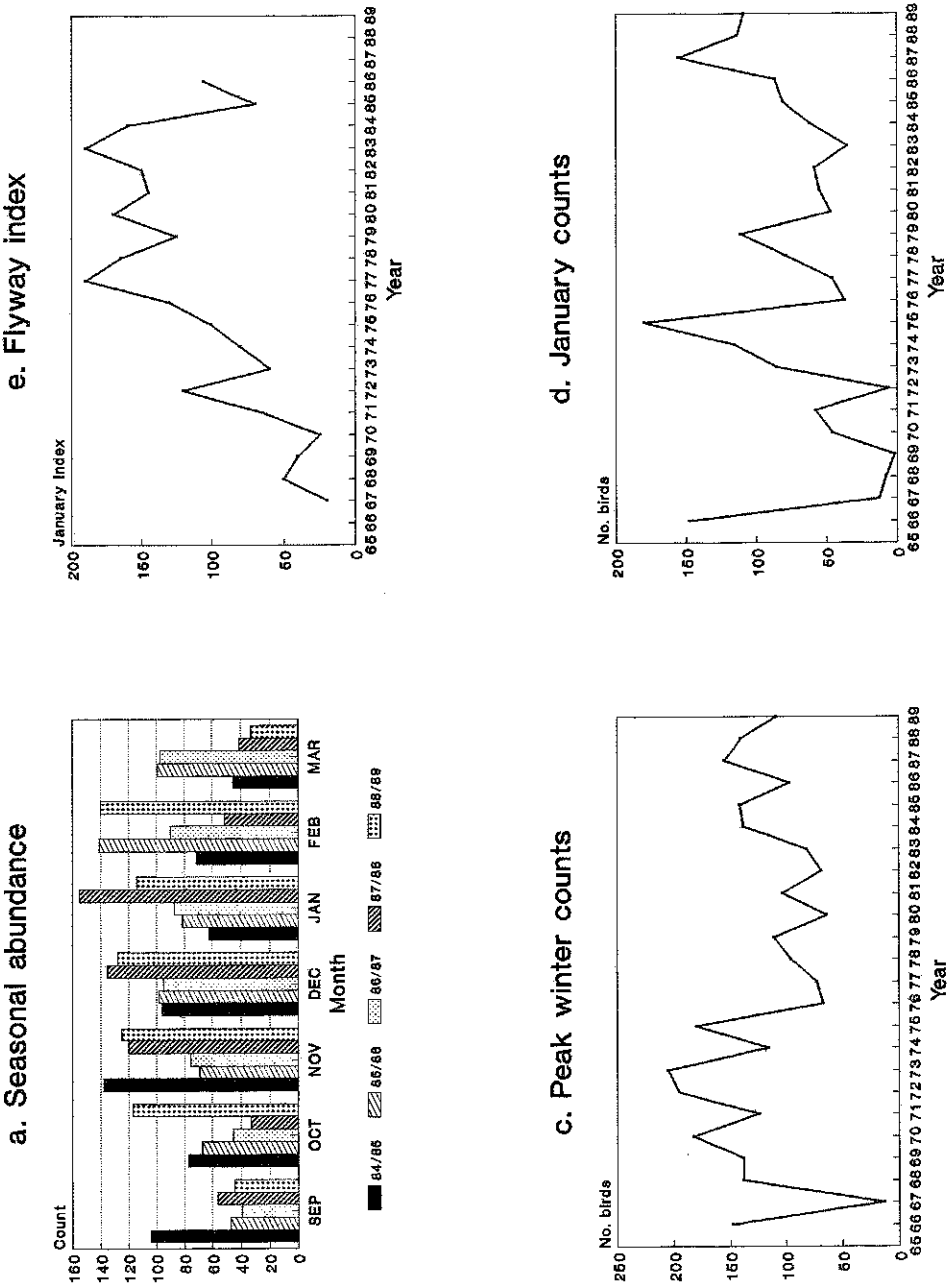 a. Seasonal abundance
Count
160
140
120
100
80
60
40
20
0
SEP OCT NOV DEC JAN FEB MAR
Month
84/85 85/86 86/87 87/88 88/89
e. Flyway index
January Index
200
150
100
50
0
65 66 67 68 69 70 71 72 73 74 75 76 77 78 79 80 81 82 83 84 85 86 87 88 89
Year
c. Peak winter counts
No. birds
250
200
150
100
50
0
65 66 67 68 69 70 71 72 73 74 75 76 77 78 79 80 81 82 83 84 85 86 87 88 89
Year
d. January counts
No. birds
200
150
100
50
0
65 66 67 68 69 70 71 72 73 74 75 76 77 78 79 80 81 82 83 84 85 86 87 88 89
Year